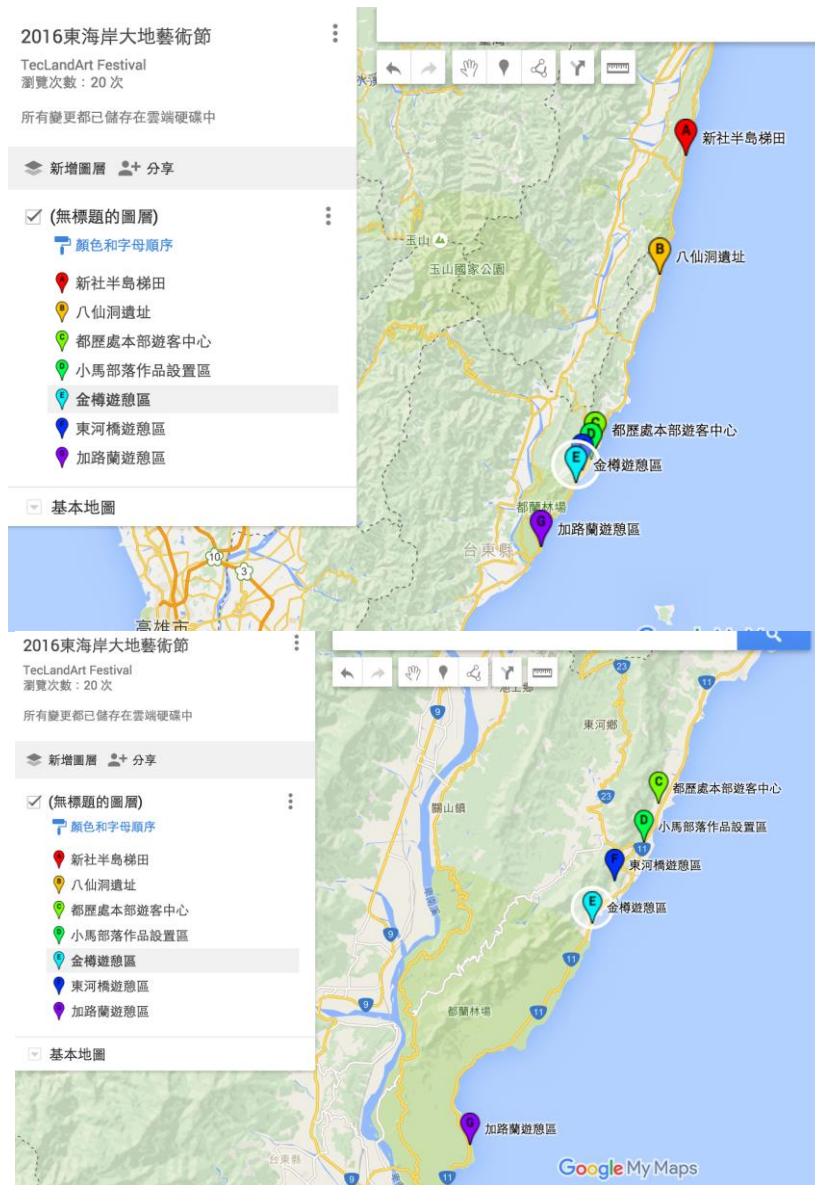 2016東海岸大地藝術節
TecLandArt Festival
瀏覽次數：20 次
所有變更都已儲存在雲端硬碟中
新增圖層 分享
(無標題的圖層)
顏色和字母順序
A 新社半島梯田
B 八仙洞遺址
C 都歷處本部遊客中心
D 小馬部落作品設置區
E 金樽遊憩區
F 東河橋遊憩區
G 加路蘭遊憩區
基本地圖
A 新社半島梯田
B 八仙洞遺址
玉山
玉山國家公園
C
D 都歷處本部遊客中心
E 金樽遊憩區
都蘭林場
G 加路蘭遊憩區
台東縣
10
3
高雄市
2016東海岸大地藝術節
TecLandArt Festival
瀏覽次數：20 次
所有變更都已儲存在雲端硬碟中
新增圖層 分享
(無標題的圖層)
顏色和字母順序
A 新社半島梯田
B 八仙洞遺址
C 都歷處本部遊客中心
D 小馬部落作品設置區
E 金樽遊憩區
F 東河橋遊憩區
G 加路蘭遊憩區
基本地圖
23
11
9
東河鄉
關山鎮
23
C 都歷處本部遊客中心
D 小馬部落作品設置區
11
F 東河橋遊憩區
E 金樽遊憩區
9
11
9
都蘭林場
11
11
G 加路蘭遊憩區
台東縣
9
11
Google My Maps